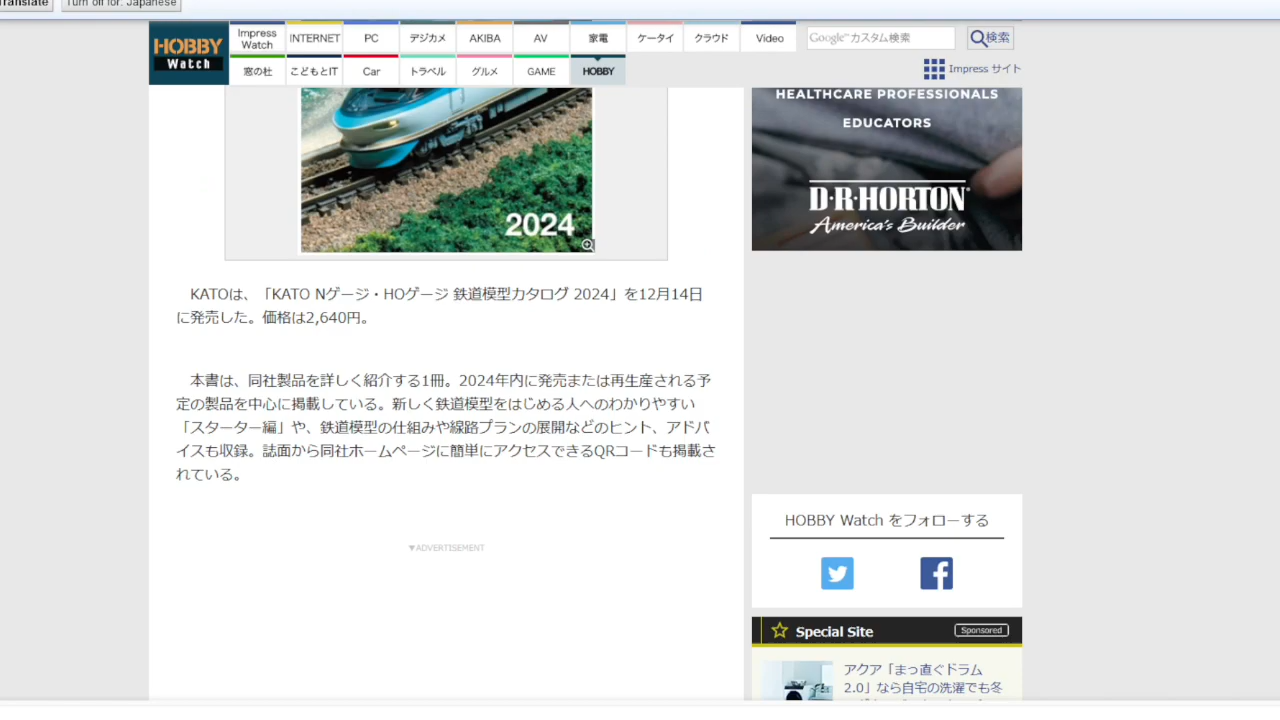 Translate
Turn off for: Japanese
HOBBY
Watch
Impress
Watch
INTERNET
PC
デジカメ
AKIBA
AV
家電
ケータイ
クラウド
Video
Google™カスタム検索
検索
窓の杜
こどもとIT
Car
トラベル
グルメ
GAME
HOBBY
Impress サイト
2024
KATOは、「KATO Nゲージ・HOゲージ 鉄道模型カタログ 2024」を12月14日
に発売した。価格は2,640円。
本書は、同社製品を詳しく紹介する1冊。2024年内に発売または再生産される予
定の製品を中心に掲載している。新しく鉄道模型をはじめる人へのわかりやすい
「スターター編」や、鉄道模型の仕組みや線路プランの展開などのヒント、アドバ
イスも収録。誌面から同社ホームページに簡単にアクセスできるQRコードも掲載さ
れている。
▼ADVERTISEMENT
HEALTHCARE PROFESSIONALS
EDUCATORS
D·R·HORTON®
America's Builder
HOBBY Watch をフォローする
Special Site
Sponsored
アクア「まっ直ぐドラム
2.0」なら自宅の洗濯でも冬